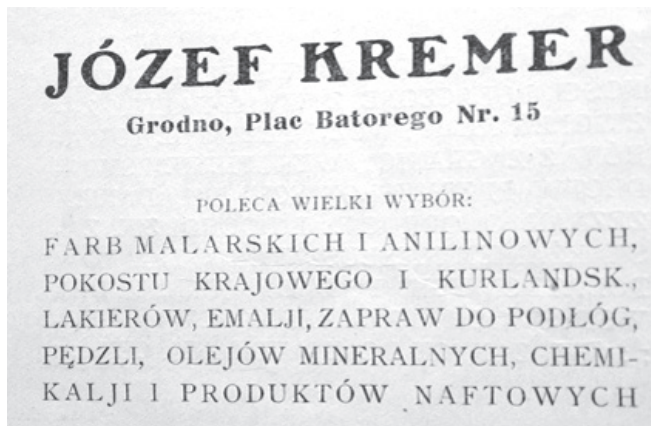 JÓZEF KREMER
Grodno, Plac Batorego Nr. 15
POLECA WIELKI WYBÓR:
FARB MALARSKICH I ANILINOWYCH,
POKOSTU KRAJOWEGO I KURLANDSK.,
LAKIERÓW, EMALJI, ZAPRAW DO PODŁÓG,
PĘDZLI, OLEJÓW MINERALNYCH, CHEMI-
KALJI I PRODUKTÓW NAFTOWYCH